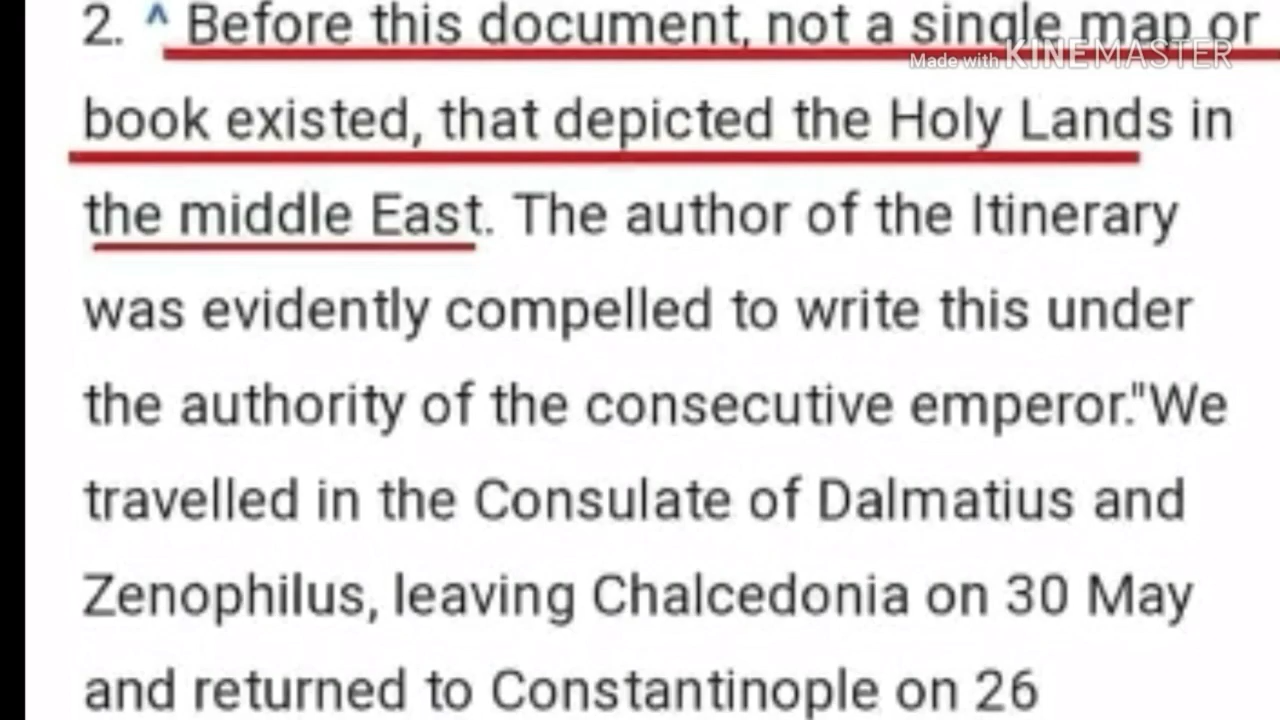 2. ^ Before this document, not a single map or
Made with KINEMASTER
book existed, that depicted the Holy Lands in
the middle East. The author of the Itinerary
was evidently compelled to write this under
the authority of the consecutive emperor."We
travelled in the Consulate of Dalmatius and
Zenophilus, leaving Chalcedonia on 30 May
and returned to Constantinople on 26